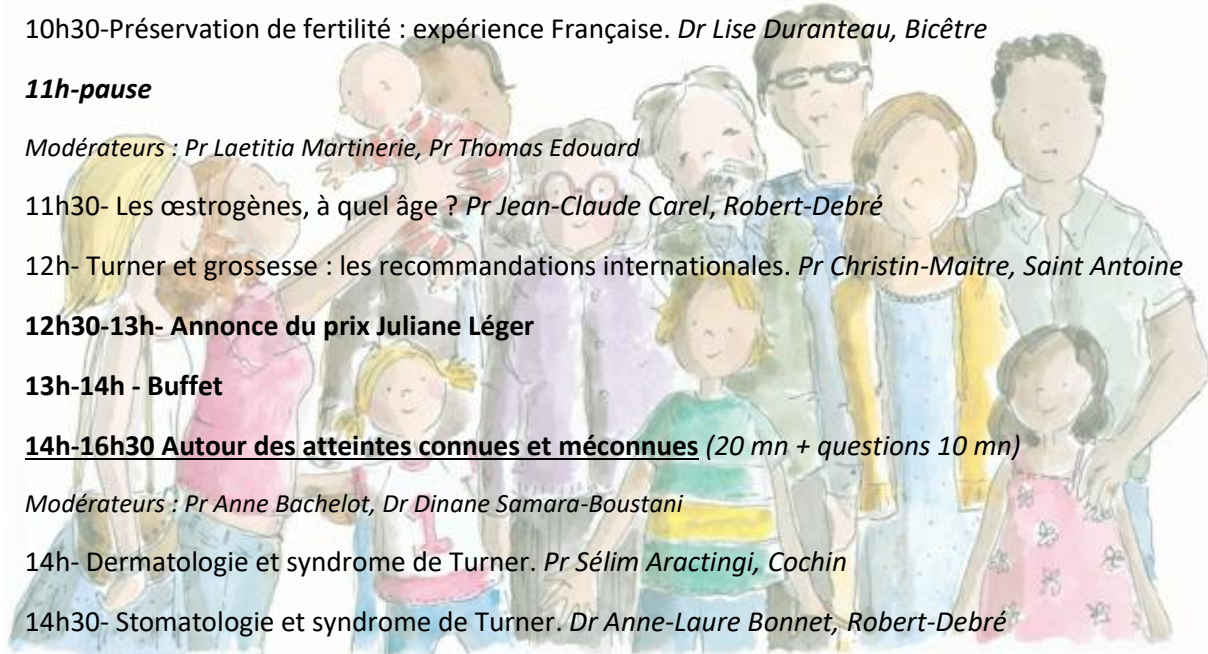 10h30-Préservation de fertilité : expérience Française. Dr Lise Duranteau, Bicêtre
11h-pause
Modérateurs : Pr Laetitia Martinerie, Pr Thomas Edouard
11h30- Les œstrogènes, à quel âge ? Pr Jean-Claude Carel, Robert-Debré
12h- Turner et grossesse : les recommandations internationales. Pr Christin-Maitre, Saint Antoine
12h30-13h- Annonce du prix Juliane Léger
13h-14h - Buffet
14h-16h30 Autour des atteintes connues et méconnues (20 mn + questions 10 mn)
Modérateurs : Pr Anne Bachelot, Dr Dinane Samara-Boustani
14h- Dermatologie et syndrome de Turner. Pr Sélim Aractingi, Cochin
1
14h30- Stomatologie et syndrome de Turner. Dr Anne-Laure Bonnet, Robert-Debré